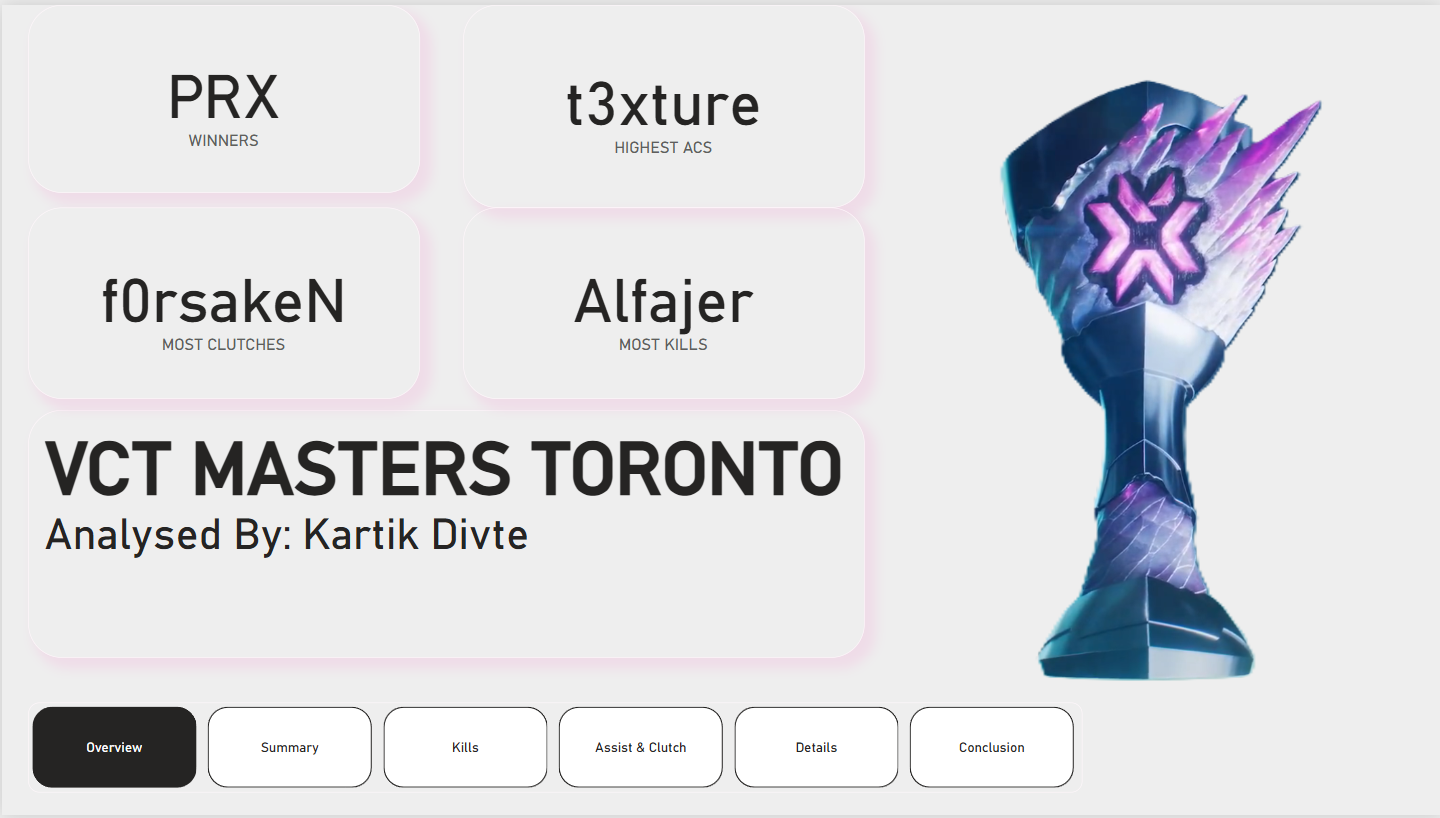 PRX
WINNERS
t3xture
HIGHEST ACS
f0rsakeN
MOST CLUTCHES
Alfajer
MOST KILLS
VCT MASTERS TORONTO
Analysed By: Kartik Divte
Overview
Summary
Kills
Assist & Clutch
Details
Conclusion